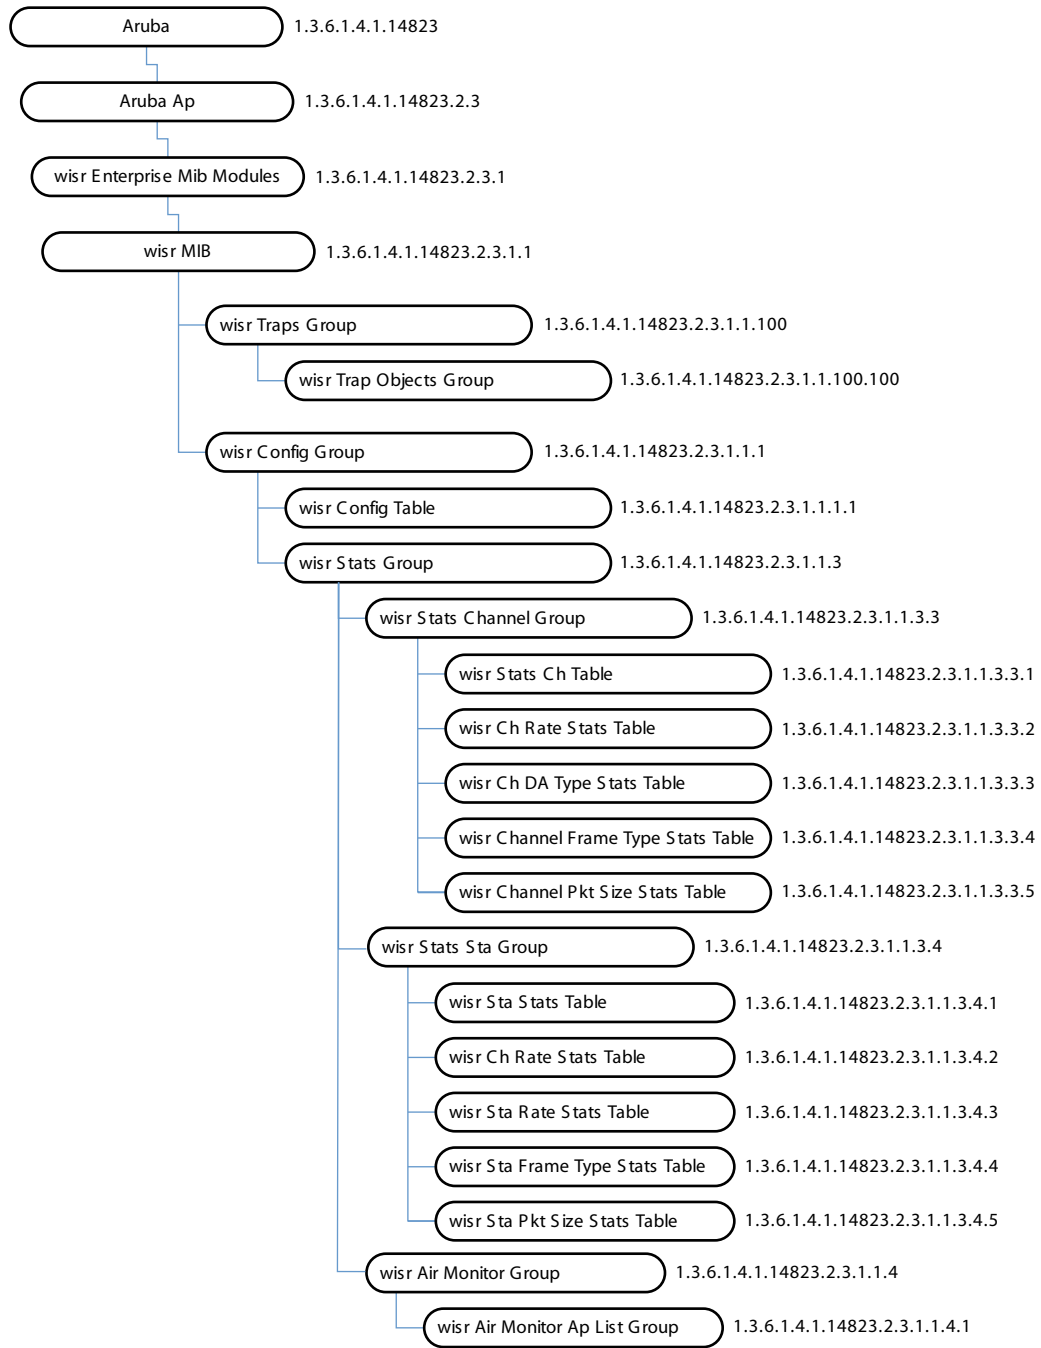 Aruba 1.3.6.1.4.1.14823
Aruba Ap 1.3.6.1.4.1.14823.2.3
wisr Enterprise Mib Modules 1.3.6.1.4.1.14823.2.3.1
wisr MIB 1.3.6.1.4.1.14823.2.3.1.1
wisr Traps Group 1.3.6.1.4.1.14823.2.3.1.1.100
wisr Trap Objects Group 1.3.6.1.4.1.14823.2.3.1.1.100.100
wisr Config Group 1.3.6.1.4.1.14823.2.3.1.1.1
wisr Config Table 1.3.6.1.4.1.14823.2.3.1.1.1.1
wisr Stats Group 1.3.6.1.4.1.14823.2.3.1.1.3
wisr Stats Channel Group 1.3.6.1.4.1.14823.2.3.1.1.3.3
wisr Stats Ch Table 1.3.6.1.4.1.14823.2.3.1.1.3.3.1
wisr Ch Rate Stats Table 1.3.6.1.4.1.14823.2.3.1.1.3.3.2
wisr Ch DA Type Stats Table 1.3.6.1.4.1.14823.2.3.1.1.3.3.3
wisr Channel Frame Type Stats Table 1.3.6.1.4.1.14823.2.3.1.1.3.3.4
wisr Channel Pkt Size Stats Table 1.3.6.1.4.1.14823.2.3.1.1.3.3.5
wisr Stats Sta Group 1.3.6.1.4.1.14823.2.3.1.1.3.4
wisr Sta Stats Table 1.3.6.1.4.1.14823.2.3.1.1.3.4.1
wisr Ch Rate Stats Table 1.3.6.1.4.1.14823.2.3.1.1.3.4.2
wisr Sta Rate Stats Table 1.3.6.1.4.1.14823.2.3.1.1.3.4.3
wisr Sta Frame Type Stats Table 1.3.6.1.4.1.14823.2.3.1.1.3.4.4
wisr Sta Pkt Size Stats Table 1.3.6.1.4.1.14823.2.3.1.1.3.4.5
wisr Air Monitor Group 1.3.6.1.4.1.14823.2.3.1.1.4
wisr Air Monitor Ap List Group 1.3.6.1.4.1.14823.2.3.1.1.4.1